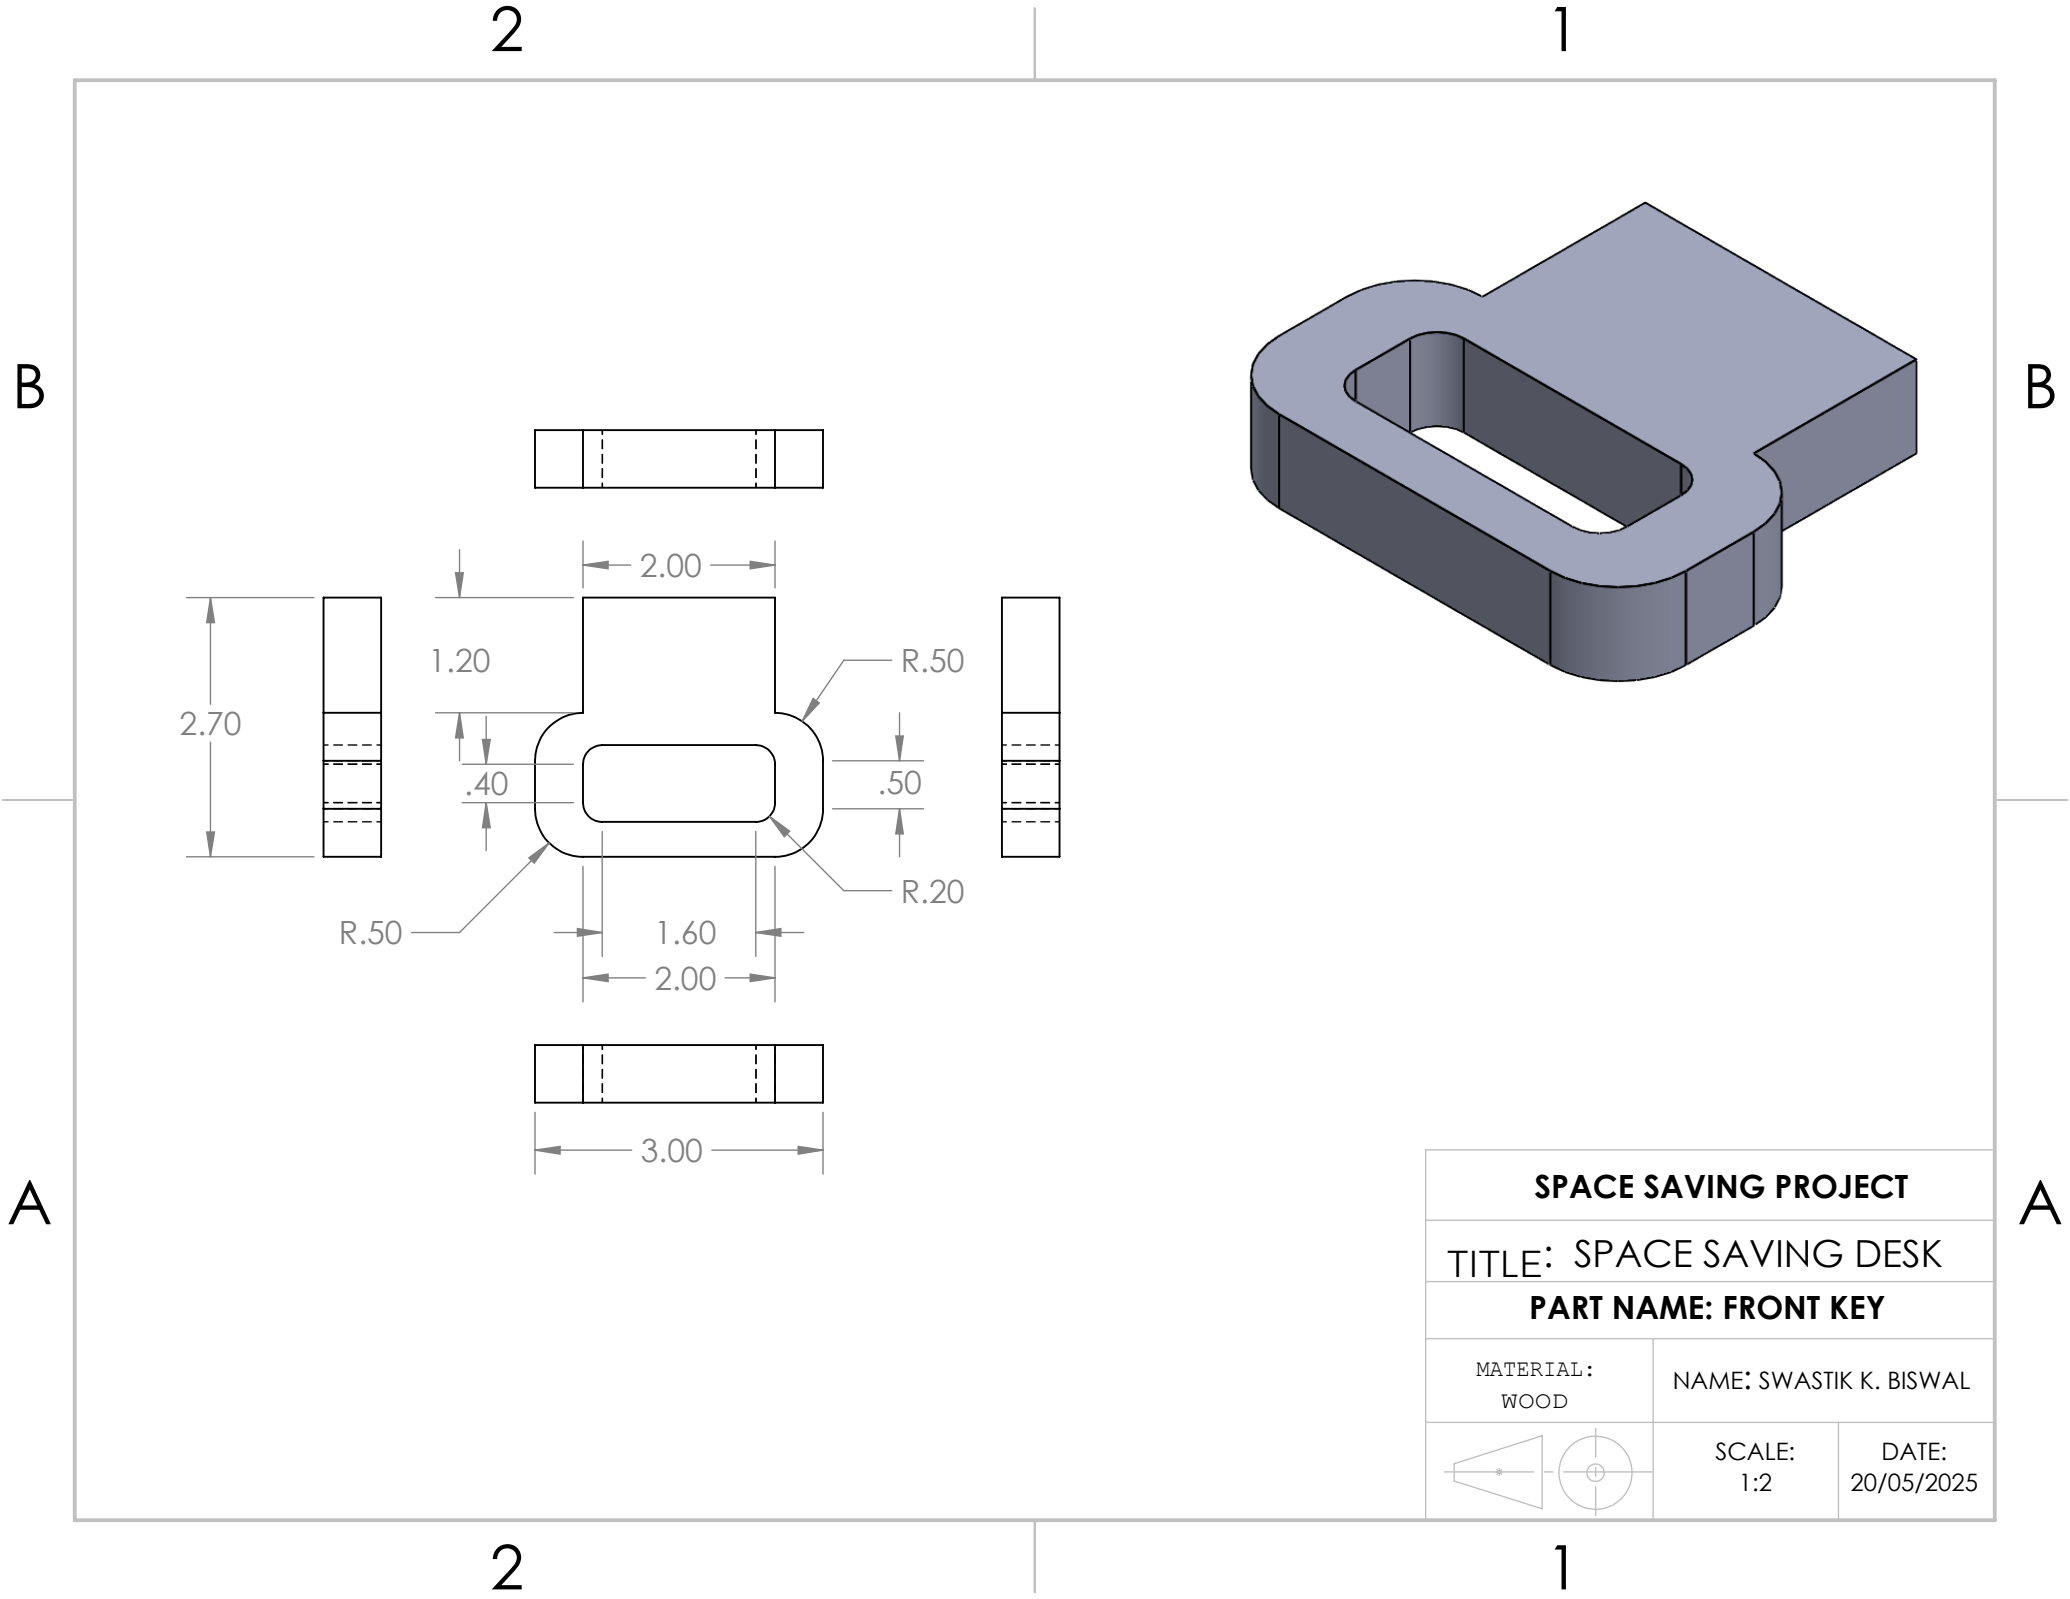 2 1
B B
2.00
1.20
R.50
2.70
.40
.50
R.20
R.50
1.60
2.00
3.00
A A
SPACE SAVING PROJECT
TITLE: SPACE SAVING DESK
PART NAME: FRONT KEY
MATERIAL:
WOOD
NAME: SWASTIK K. BISWAL
SCALE:
1:2
DATE:
20/05/2025
2 1